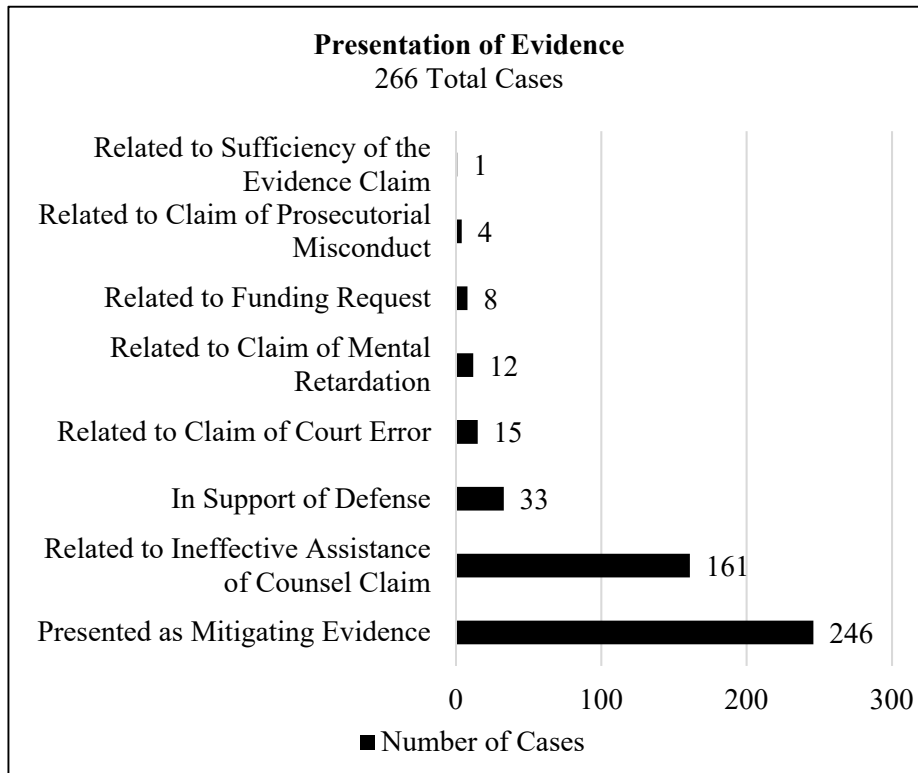 Presentation of Evidence
266 Total Cases
Related to Sufficiency of the
Evidence Claim
1
Related to Claim of Prosecutorial
Misconduct
4
Related to Funding Request
8
Related to Claim of Mental
Retardation
12
Related to Claim of Court Error
15
In Support of Defense
33
Related to Ineffective Assistance
of Counsel Claim
161
Presented as Mitigating Evidence
246
0 100 200 300
Number of Cases